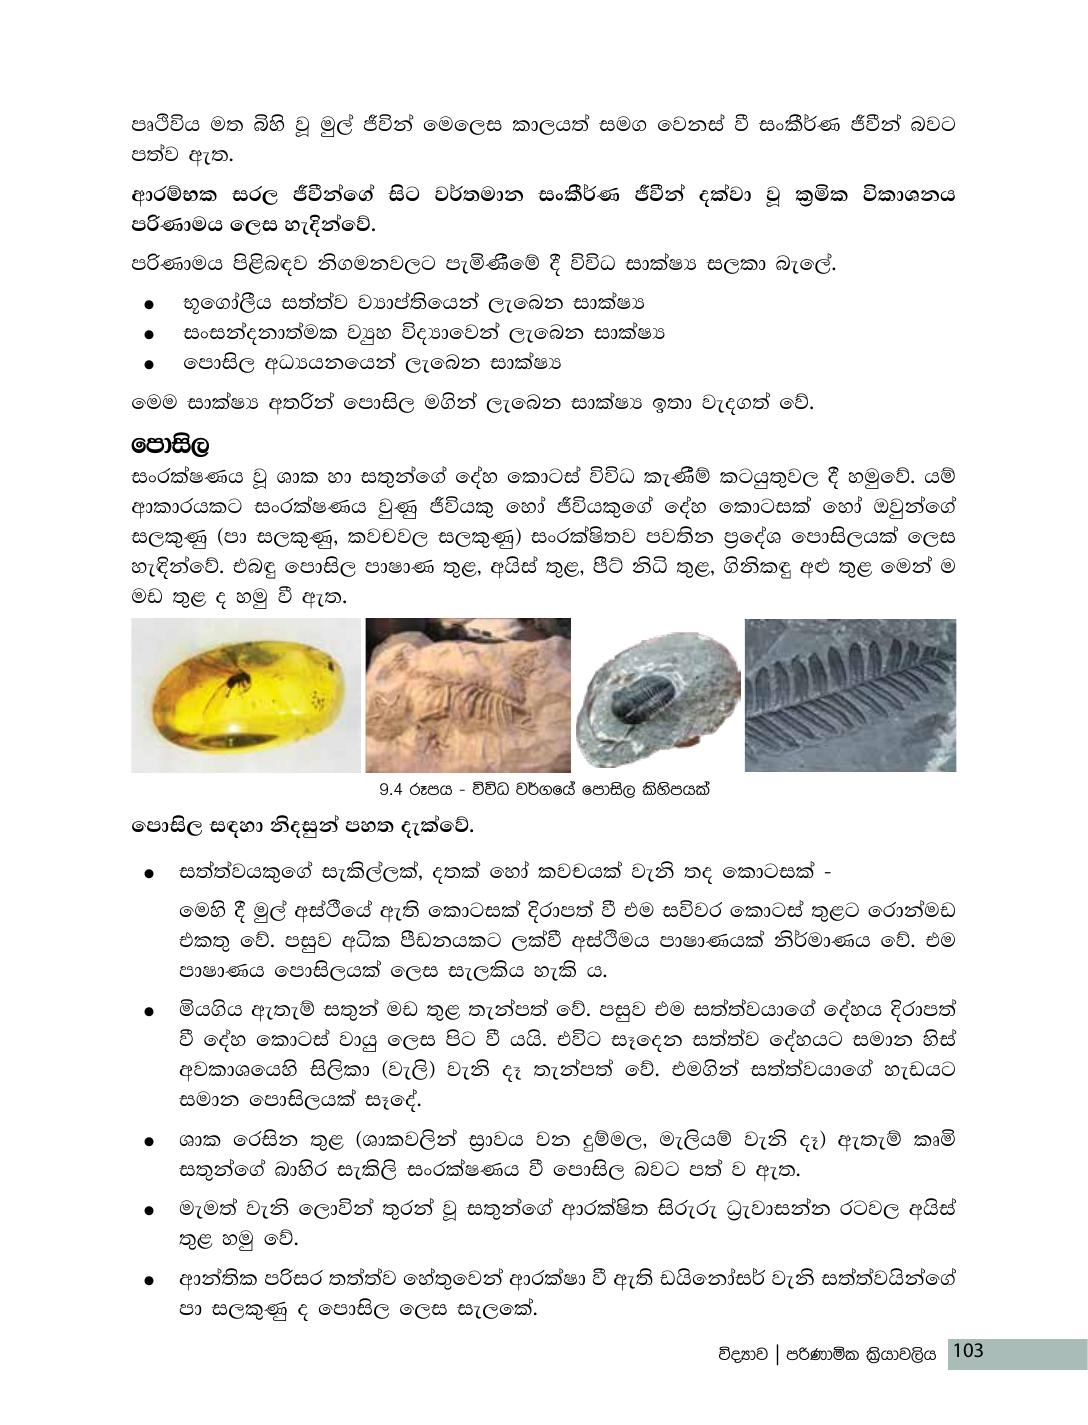 පෘථිවිය මත බිහි වූ මුල් ජීවීන් මෙලෙස කාලයත් සමග වෙනස් වී සංකීර්ණ ජීවීන් බවට
පත්ව ඇත.
ආරම්භක සරල ජීවීන්ගේ සිට වර්තමාන සංකීර්ණ ජීවීන් දක්වා වූ ක්‍රමික විකාශනය
පරිණාමය ලෙස හැදින්වේ.
පරිණාමය පිළිබඳව නිගමනවලට පැමිණීමේ දී විවිධ සාක්ෂ්‍ය සලකා බැලේ.
● භූගෝලීය සත්ත්ව ව්‍යාප්තියෙන් ලැබෙන සාක්ෂ්‍ය
● සංසන්දනාත්මක ව්‍යුහ විද්‍යාවෙන් ලැබෙන සාක්ෂ්‍ය
● පොසිල අධ්‍යයනයෙන් ලැබෙන සාක්ෂ්‍ය
මෙම සාක්ෂ්‍ය අතරින් පොසිල මගින් ලැබෙන සාක්ෂ්‍ය ඉතා වැදගත් වේ.
පොසිල
සංරක්ෂණය වූ ශාක හා සතුන්ගේ දේහ කොටස් විවිධ කැණීම් කටයුතුවල දී හමුවේ. යම්
ආකාරයකට සංරක්ෂණය වුණු ජීවියකු හෝ ජීවියකුගේ දේහ කොටසක් හෝ ඔවුන්ගේ
සලකුණු (පා සලකුණු, කවචවල සලකුණු) සංරක්ෂිතව පවතින ප්‍රදේශ පොසිලයක් ලෙස
හැඳින්වේ. එබඳු පොසිල පාෂාණ තුළ, අයිස් තුළ, පීට් නිධි තුළ, ගිනිකඳු අළු තුළ මෙන් ම
මඩ තුළ ද හමු වී ඇත.
9.4 රූපය - විවිධ වර්ගයේ පොසිල කිහිපයක්
පොසිල සඳහා නිදසුන් පහත දැක්වේ.
● සත්ත්වයකුගේ සැකිල්ලක්, දතක් හෝ කවචයක් වැනි තද කොටසක් -
මෙහි දී මුල් අස්ථියේ ඇති කොටසක් දිරාපත් වී එම සවිවර කොටස් තුළට රොන්මඩ
එකතු වේ. පසුව අධික පීඩනයකට ලක්වී අස්ථිමය පාෂාණයක් නිර්මාණය වේ. එම
පාෂාණය පොසිලයක් ලෙස සැලකිය හැකි ය.
● මියගිය ඇතැම් සතුන් මඩ තුළ තැන්පත් වේ. පසුව එම සත්ත්වයාගේ දේහය දිරාපත්
වී දේහ කොටස් වායු ලෙස පිට වී යයි. එවිට සෑදෙන සත්ත්ව දේහයට සමාන හිස්
අවකාශයෙහි සිලිකා (වැලි) වැනි දෑ තැන්පත් වේ. එමගින් සත්ත්වයාගේ හැඩයට
සමාන පොසිලයක් සෑදේ.
● ශාක රෙසින තුළ (ශාකවලින් ස්‍රාවය වන දුම්මල, මැලියම් වැනි දෑ) ඇතැම් කෘමි
සතුන්ගේ බාහිර සැකිලි සංරක්ෂණය වී පොසිල බවට පත් ව ඇත.
● මැමත් වැනි ලොවින් තුරන් වූ සතුන්ගේ ආරක්ෂිත සිරුරු ධ්‍රැවාසන්න රටවල අයිස්
තුළ හමු වේ.
● ආන්තික පරිසර තත්ත්ව හේතුවෙන් ආරක්ෂා වී ඇති ඩයිනෝසර් වැනි සත්ත්වයින්ගේ
පා සලකුණු ද පොසිල ලෙස සැලකේ.
විද්‍යාව | පරිණාමික ක්‍රියාවලිය 103